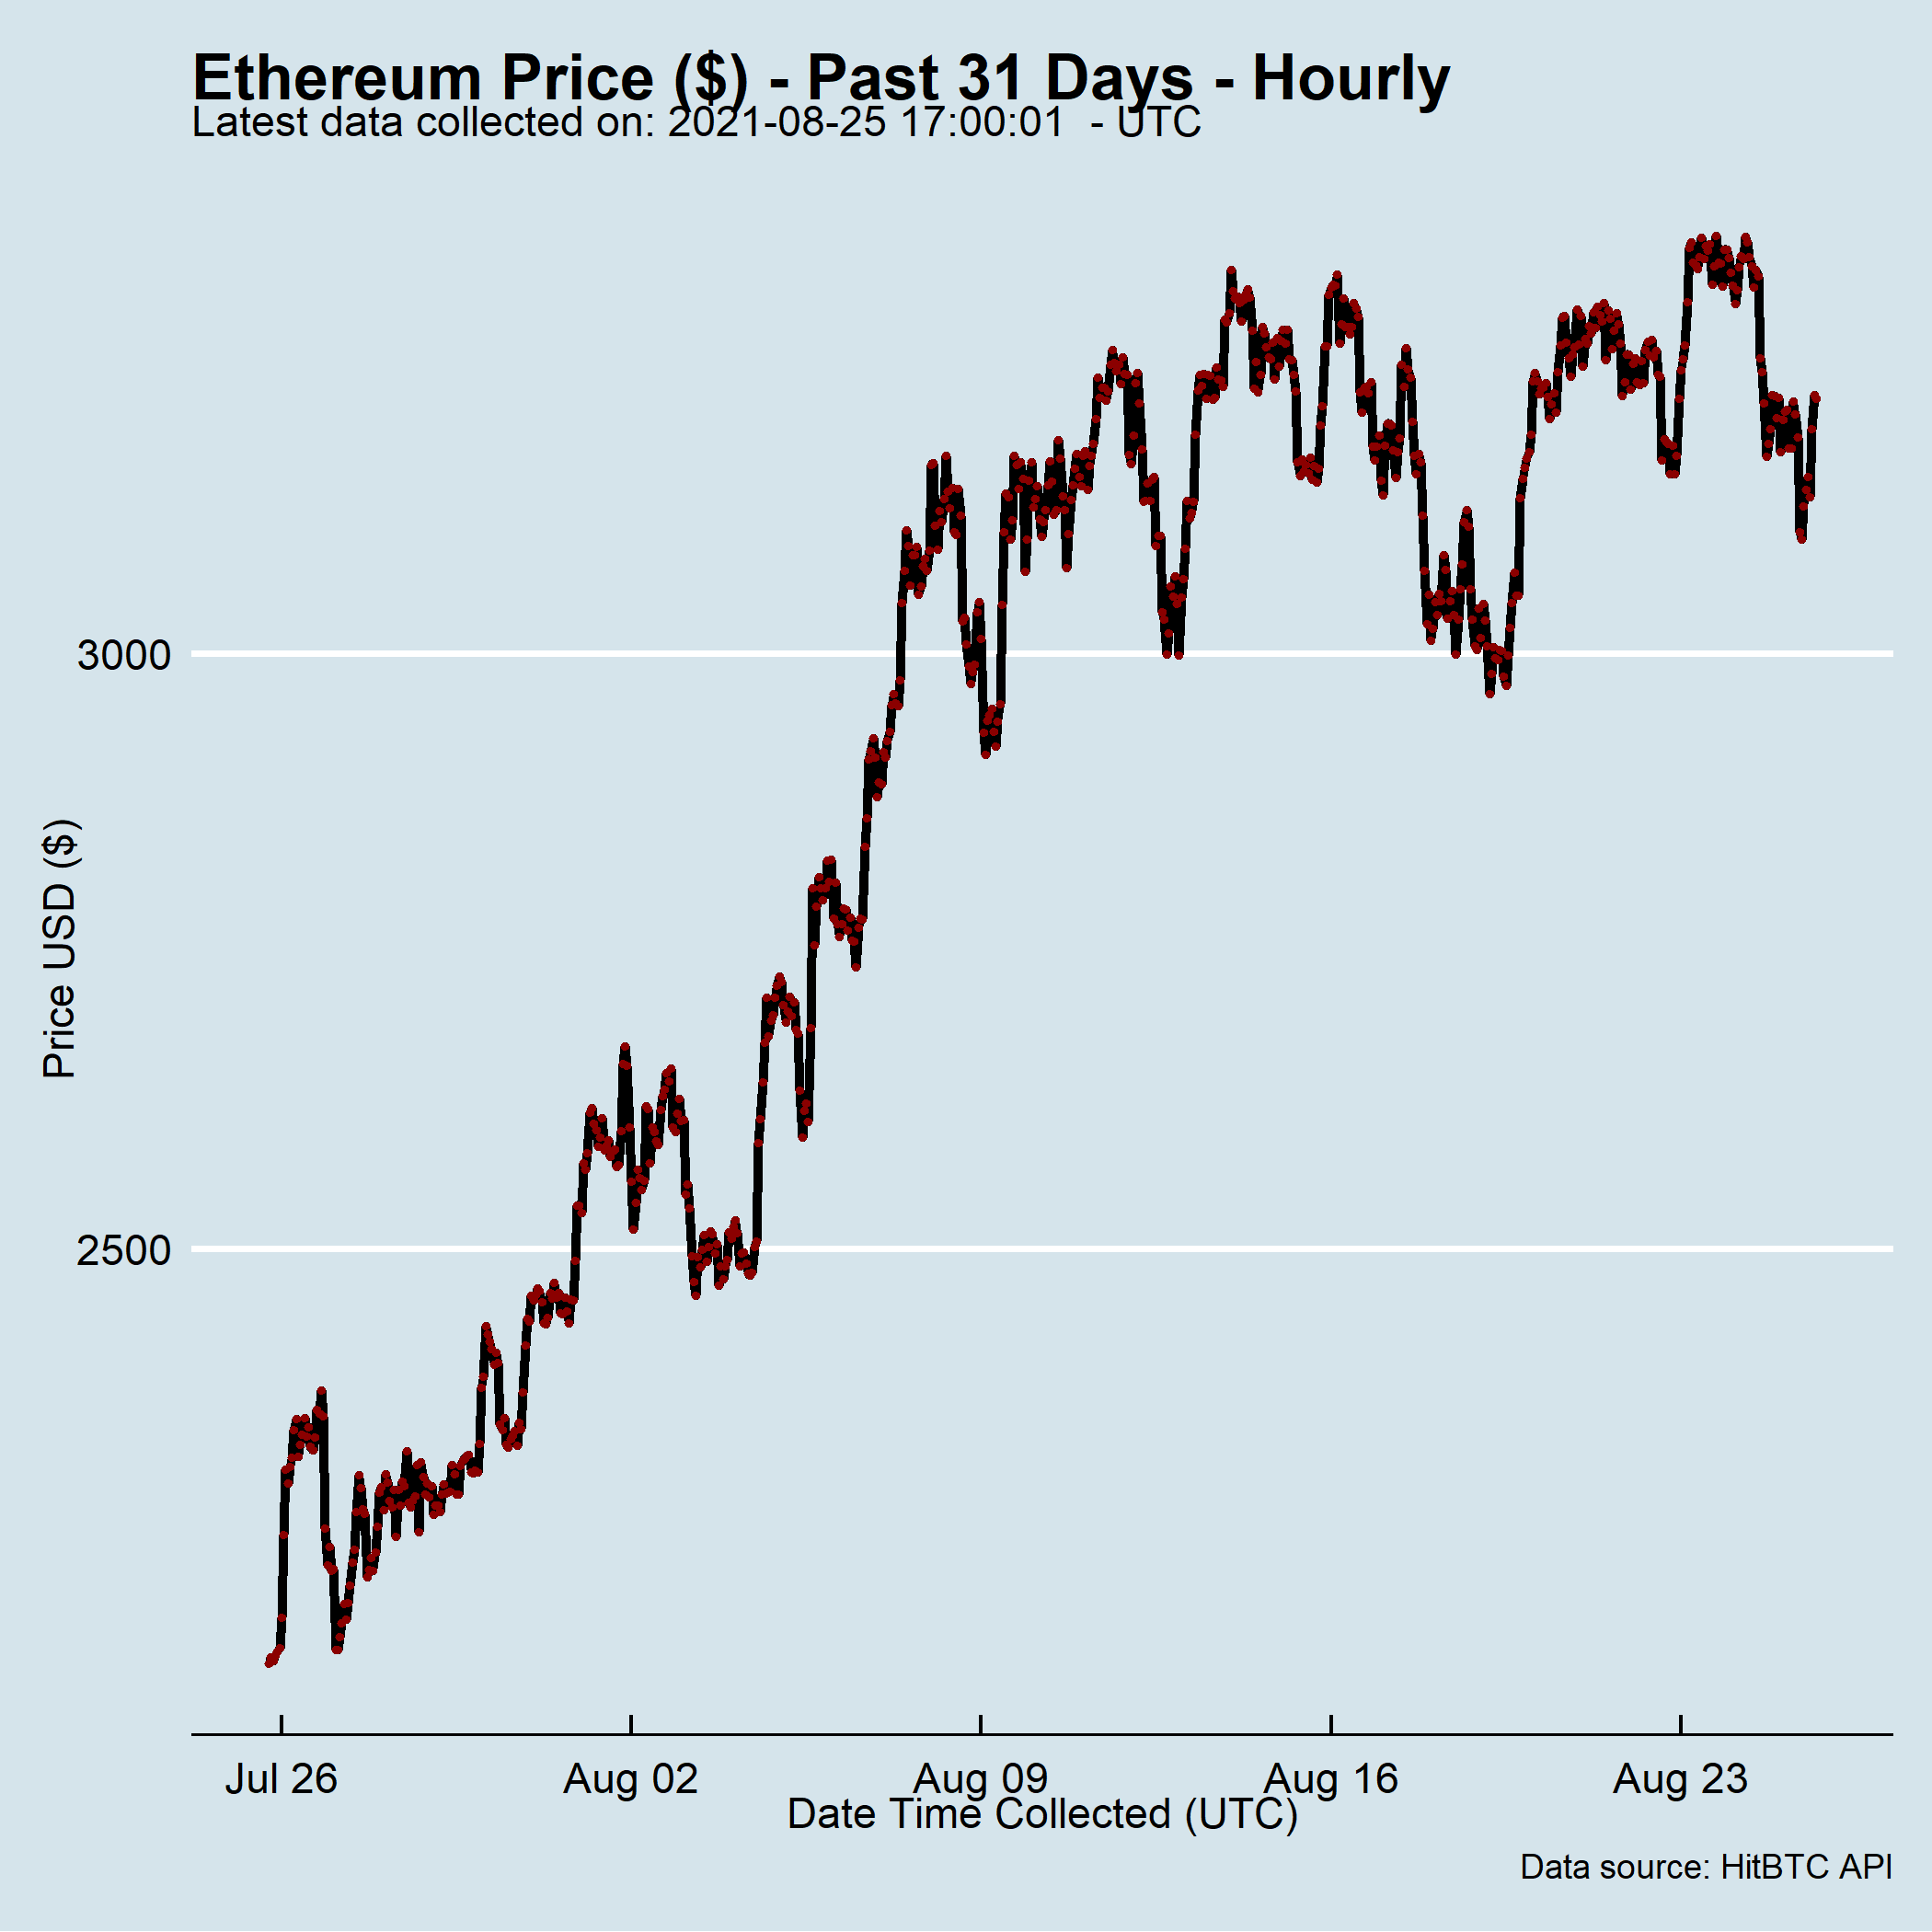 Ethereum Price ($) - Past 31 Days - Hourly
Latest data collected on: 2021-08-25 17:00:01  - UTC
3000
Price USD ($)
2500
Jul 26 Aug 02 Aug 09 Aug 16 Aug 23
Date Time Collected (UTC)
Data source: HitBTC API